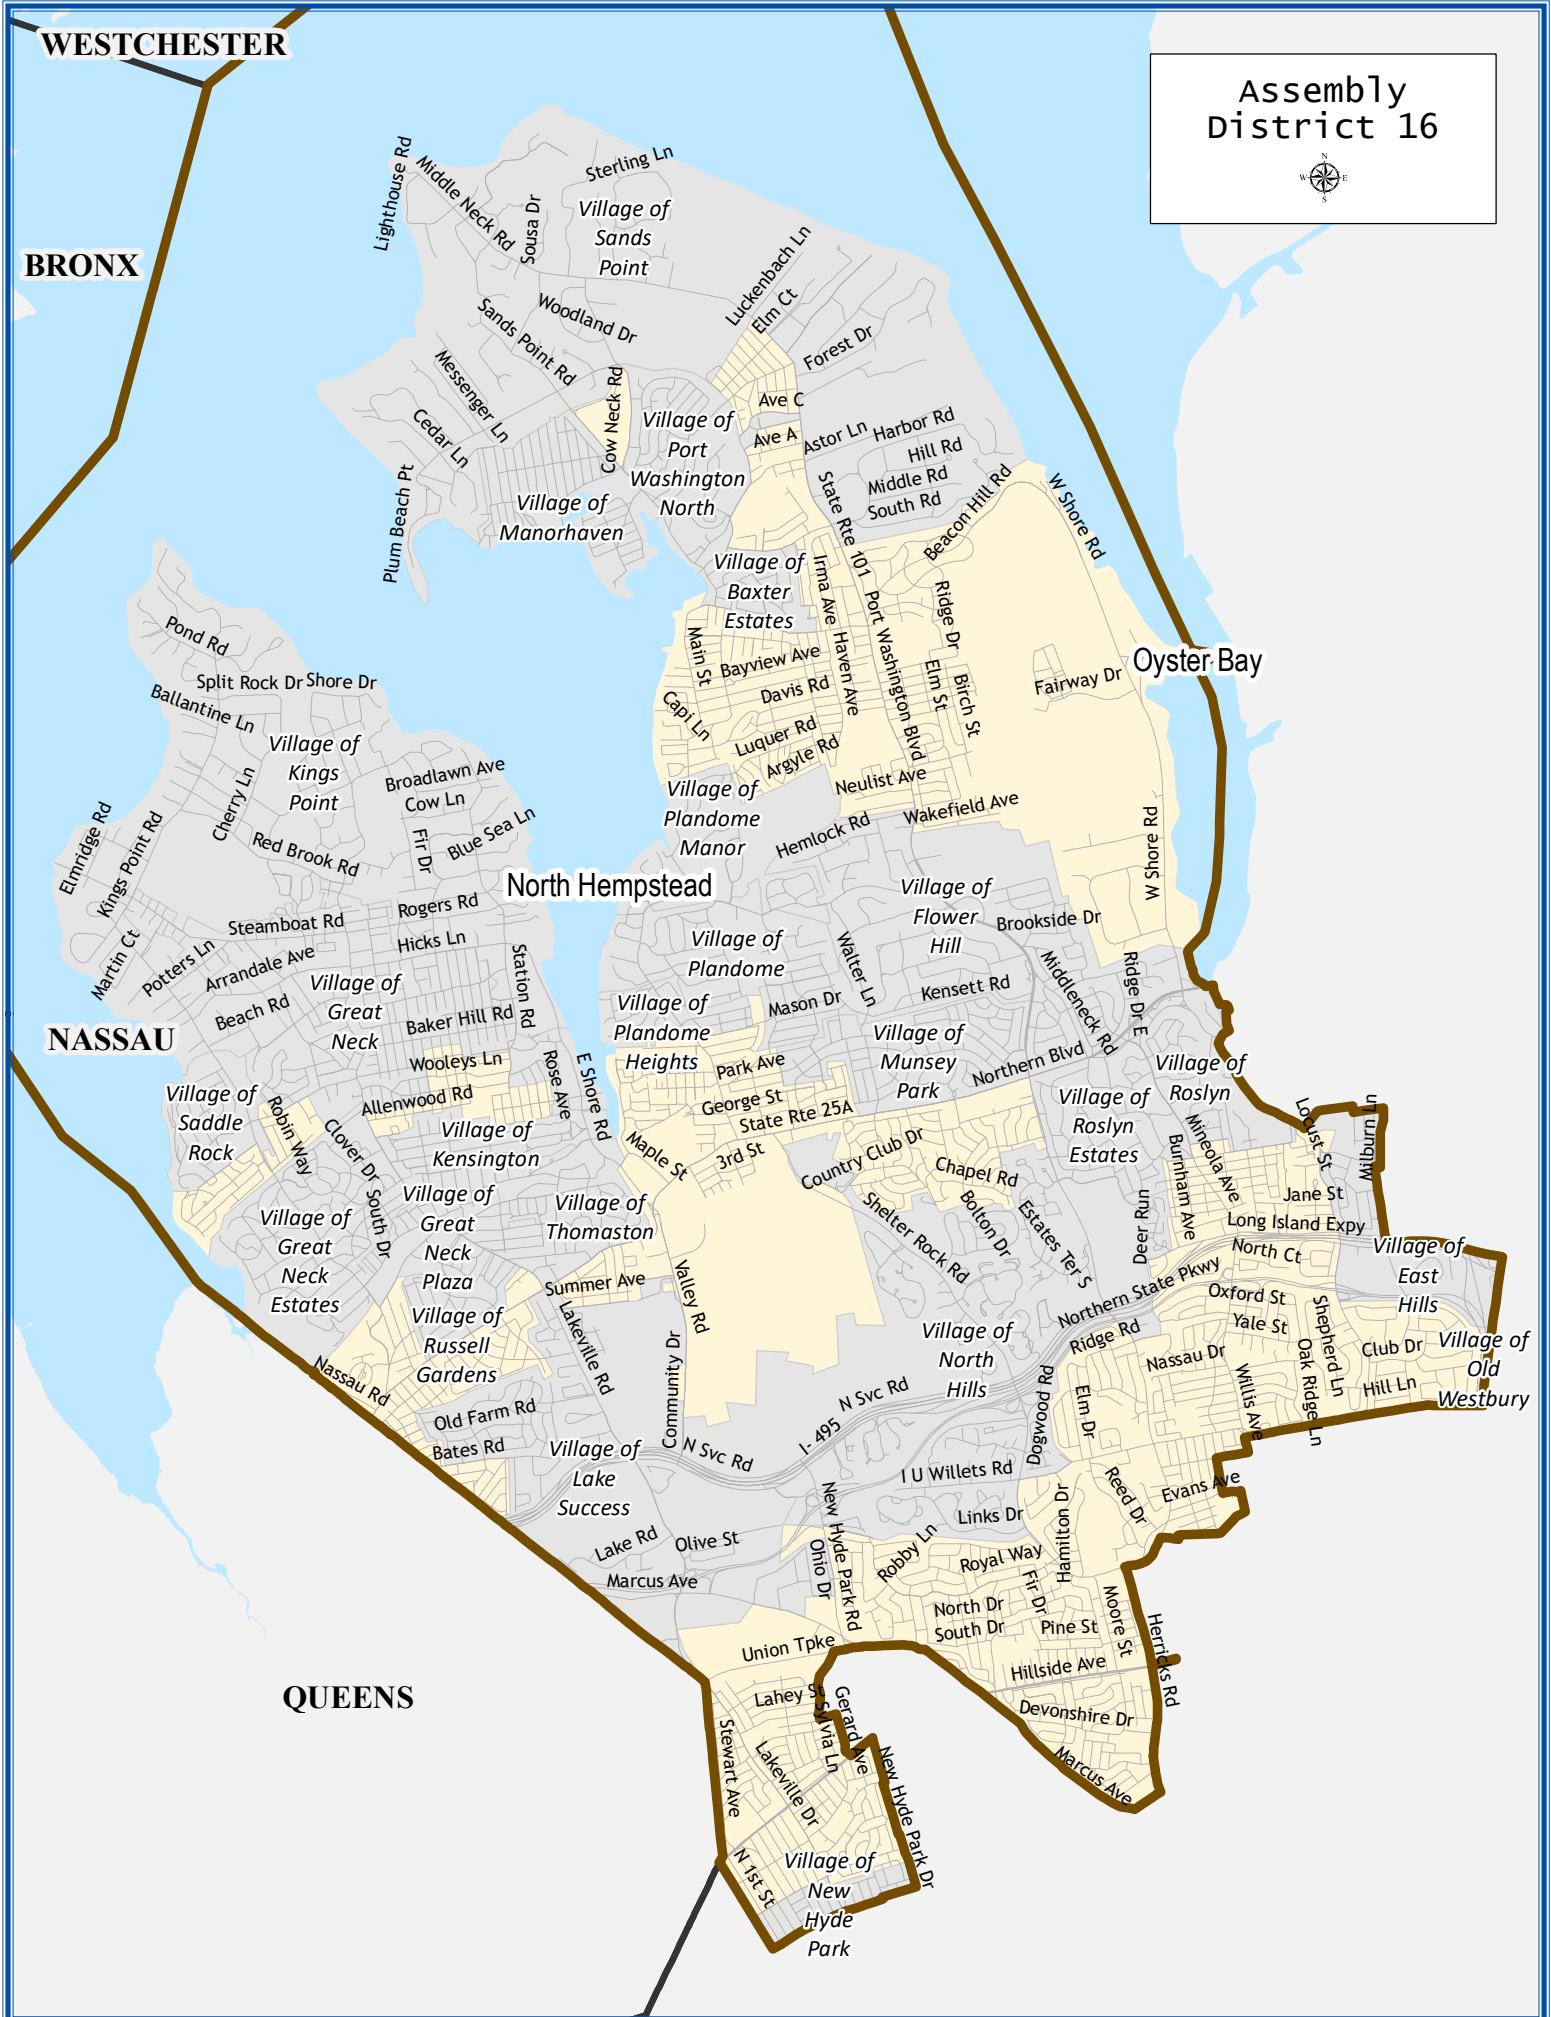 WESTCHESTER
Assembly
District 16
N
W
E
S
BRONX
Lighthouse Rd
Middle Neck Rd
Sousa Dr
Sterling Ln
Village of
Sands
Point
Luckenbach Ln
Elm Ct
Forest Dr
Woodland Dr
Sands Point Rd
Messenger Ln
Cedar Ln
Cow Neck Rd
Ave C
Ave A
Village of
Port
Washington
North
Astor Ln
Harbor Rd
Hill Rd
Middle Rd
South Rd
Beacon Hill Rd
W Shore Rd
Plum Beach Pt
Village of
Manorhaven
State Rte 101
Village of
Baxter
Estates
Irma Ave
Haven Ave
Port Washington Blvd
Ridge Dr
Elm St
Birch St
Main St
Bayview Ave
Davis Rd
Capi Ln
Luquer Rd
Argyle Rd
Fairway Dr
Oyster Bay
Pond Rd
Split Rock Dr
Shore Dr
Ballantine Ln
Village of
Kings
Point
Broadlawn Ave
Cow Ln
Cherry Ln
Fir Dr
Blue Sea Ln
Red Brook Rd
Elmridge Rd
Kings Point Rd
Village of
Plandome
Manor
Neulist Ave
Wakefield Ave
Hemlock Rd
W Shore Rd
North Hempstead
Village of
Flower
Hill
Brookside Dr
Steamboat Rd
Rogers Rd
Hicks Ln
Martin Ct
Potters Ln
Arrandale Ave
Beach Rd
Village of
Great
Neck
Station Rd
Baker Hill Rd
Village of
Plandome
Walter Ln
Kensett Rd
Middleneck Rd
Ridge Dr E
Village of
Plandome
Heights
Mason Dr
Village of
Munsey
Park
Northern Blvd
NASSAU
Wooleys Ln
Rose Ave
E Shore Rd
Park Ave
George St
State Rte 25A
Village of
Roslyn
Village of
Roslyn
Estates
Village of
Saddle
Rock
Robin Way
Allenwood Rd
Clover Dr
South Dr
Village of
Kensington
Maple St
3rd St
Country Club Dr
Chapel Rd
Bolton Dr
Estates Ter S
Shelter Rock Rd
Deer Run
Burnham Ave
Mineola Ave
Locust St
Milburn Ln
Jane St
Long Island Expy
North Ct
Village of
East
Hills
Village of
Great
Neck
Estates
Village of
Great
Neck
Plaza
Village of
Thomaston
Summer Ave
Valley Rd
Lakeville Rd
Community Dr
Village of
Russell
Gardens
Nassau Rd
Old Farm Rd
Bates Rd
Village of
North
Hills
Northern State Pkwy
Ridge Rd
Oxford St
Yale St
Shepherd Ln
Oak Ridge Ln
Club Dr
Hill Ln
Village of
Old
Westbury
Nassau Dr
Willis Ave
Elm Dr
Dogwood Rd
N Svc Rd
I- 495
N Svc Rd
Village of
Lake
Success
I U Willets Rd
Reed Dr
Evans Ave
Links Dr
Hamilton Dr
New Hyde Park Rd
Lake Rd
Olive St
Marcus Ave
Ohio Dr
Robby Ln
Royal Way
Fir Dr
North Dr
South Dr
Pine St
Moore St
Herricks Rd
Union Tpke
Hillside Ave
Devonshire Dr
Marcus Ave
QUEENS
Lahey St
Sylvia Ln
Gerard Ave
Stewart Ave
Lakeville Dr
New Hyde Park Dr
N 1st St
Village of
New
Hyde
Park